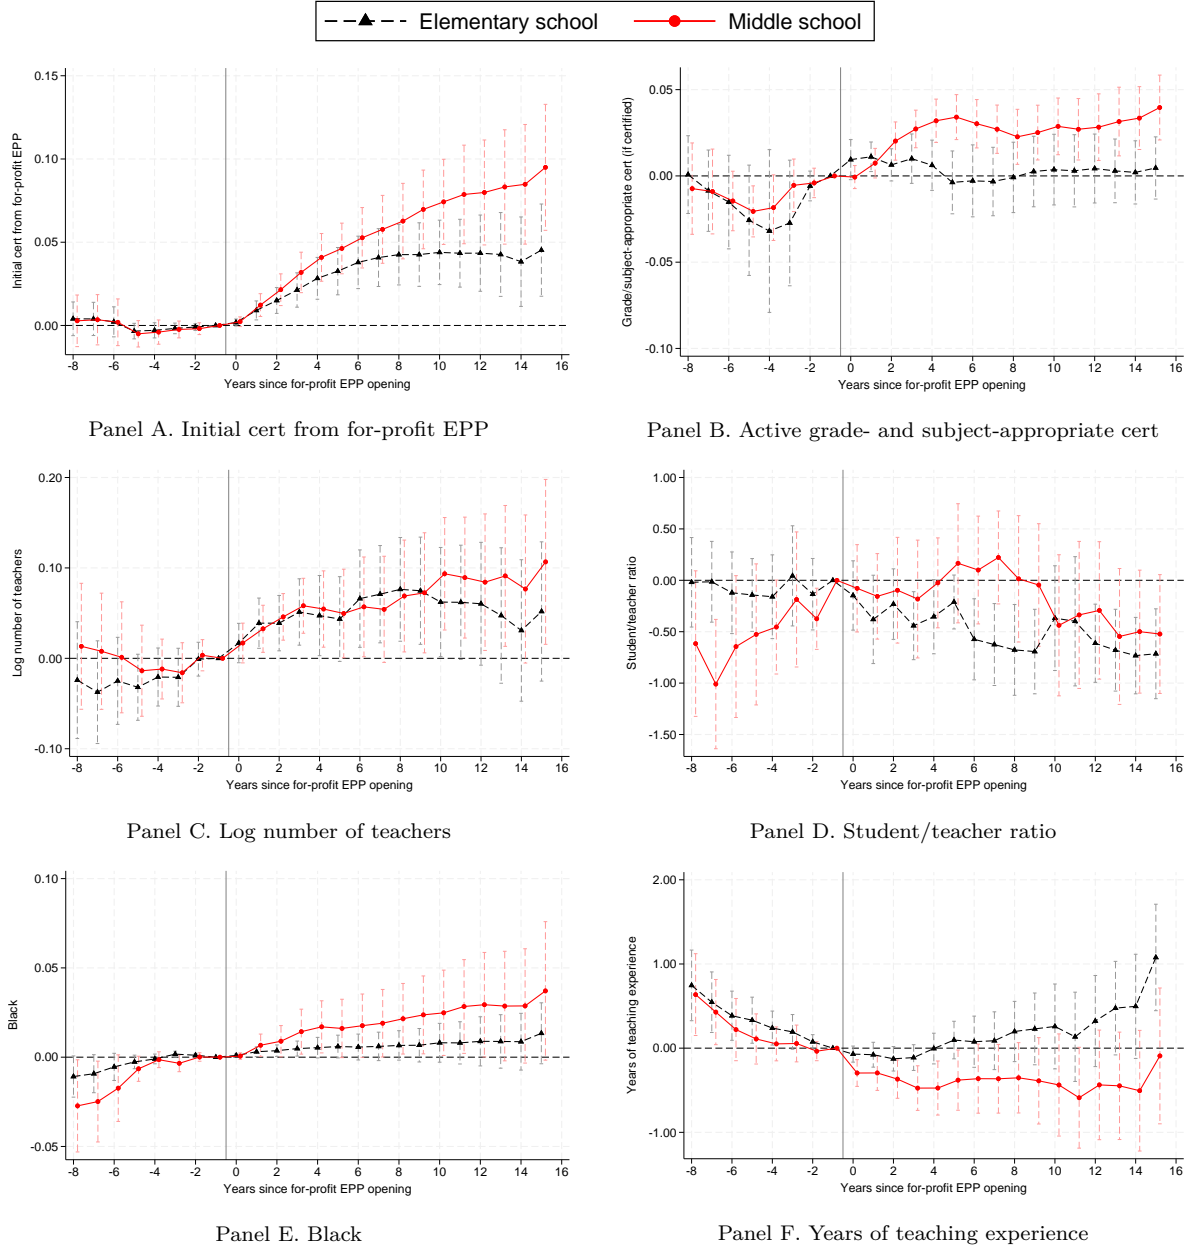 Elementary school Middle school
Initial cert from for-profit EPP
0.15
0.10
0.05
0.00
-8 -6 -4 -2 0 2 4 6 8 10 12 14 16
Years since for-profit EPP opening
Panel A. Initial cert from for-profit EPP
Grade/subject-appropriate cert (if certified)
0.05
0.00
-0.05
-0.10
-8 -6 -4 -2 0 2 4 6 8 10 12 14 16
Years since for-profit EPP opening
Panel B. Active grade- and subject-appropriate cert
Log number of teachers
0.20
0.10
0.00
-0.10
-8 -6 -4 -2 0 2 4 6 8 10 12 14 16
Years since for-profit EPP opening
Panel C. Log number of teachers
Student/teacher ratio
1.00
0.50
0.00
-0.50
-1.00
-1.50
-8 -6 -4 -2 0 2 4 6 8 10 12 14 16
Years since for-profit EPP opening
Panel D. Student/teacher ratio
Black
0.10
0.05
0.00
-0.05
-8 -6 -4 -2 0 2 4 6 8 10 12 14 16
Years since for-profit EPP opening
Panel E. Black
Years of teaching experience
2.00
1.00
0.00
-1.00
-8 -6 -4 -2 0 2 4 6 8 10 12 14 16
Years since for-profit EPP opening
Panel F. Years of teaching experience